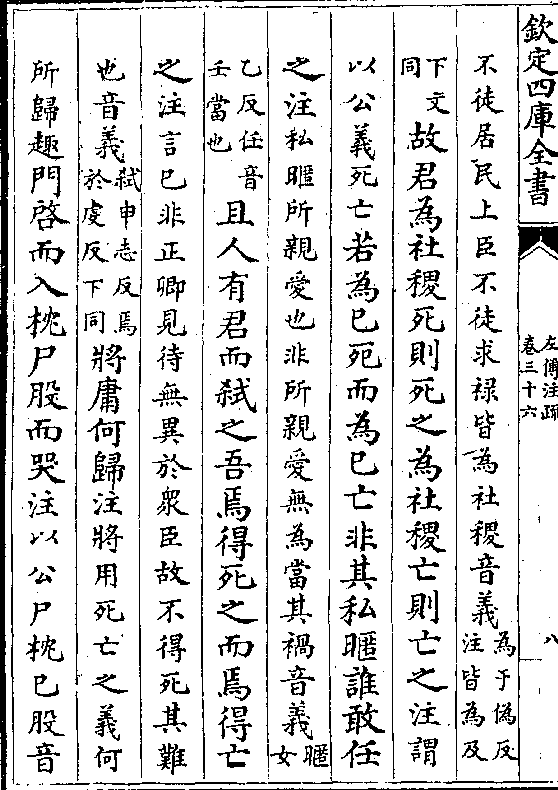 欽定四庫全書
左傳注疏
卷三十六
八
不徒居民上臣不徒求祿皆為社稷音義為于偽反注皆為及
下文同故君為社稷死則死之為社稷亡則亡之注謂
以公義死亡若為已死而為已亡非其私暱誰敢任
之注私暱所親愛也非所親愛無為當其禍音義暱女
乙反任音壬當也且人有君而弑之吾焉得死之而焉得亡
之注言已非正卿見待無異於衆臣故不得死其難
也音義弑申志反焉於虔反下同將庸何歸注將用死亡之義何
所歸趣門啓而入枕尸股而哭注以公尸枕已股音